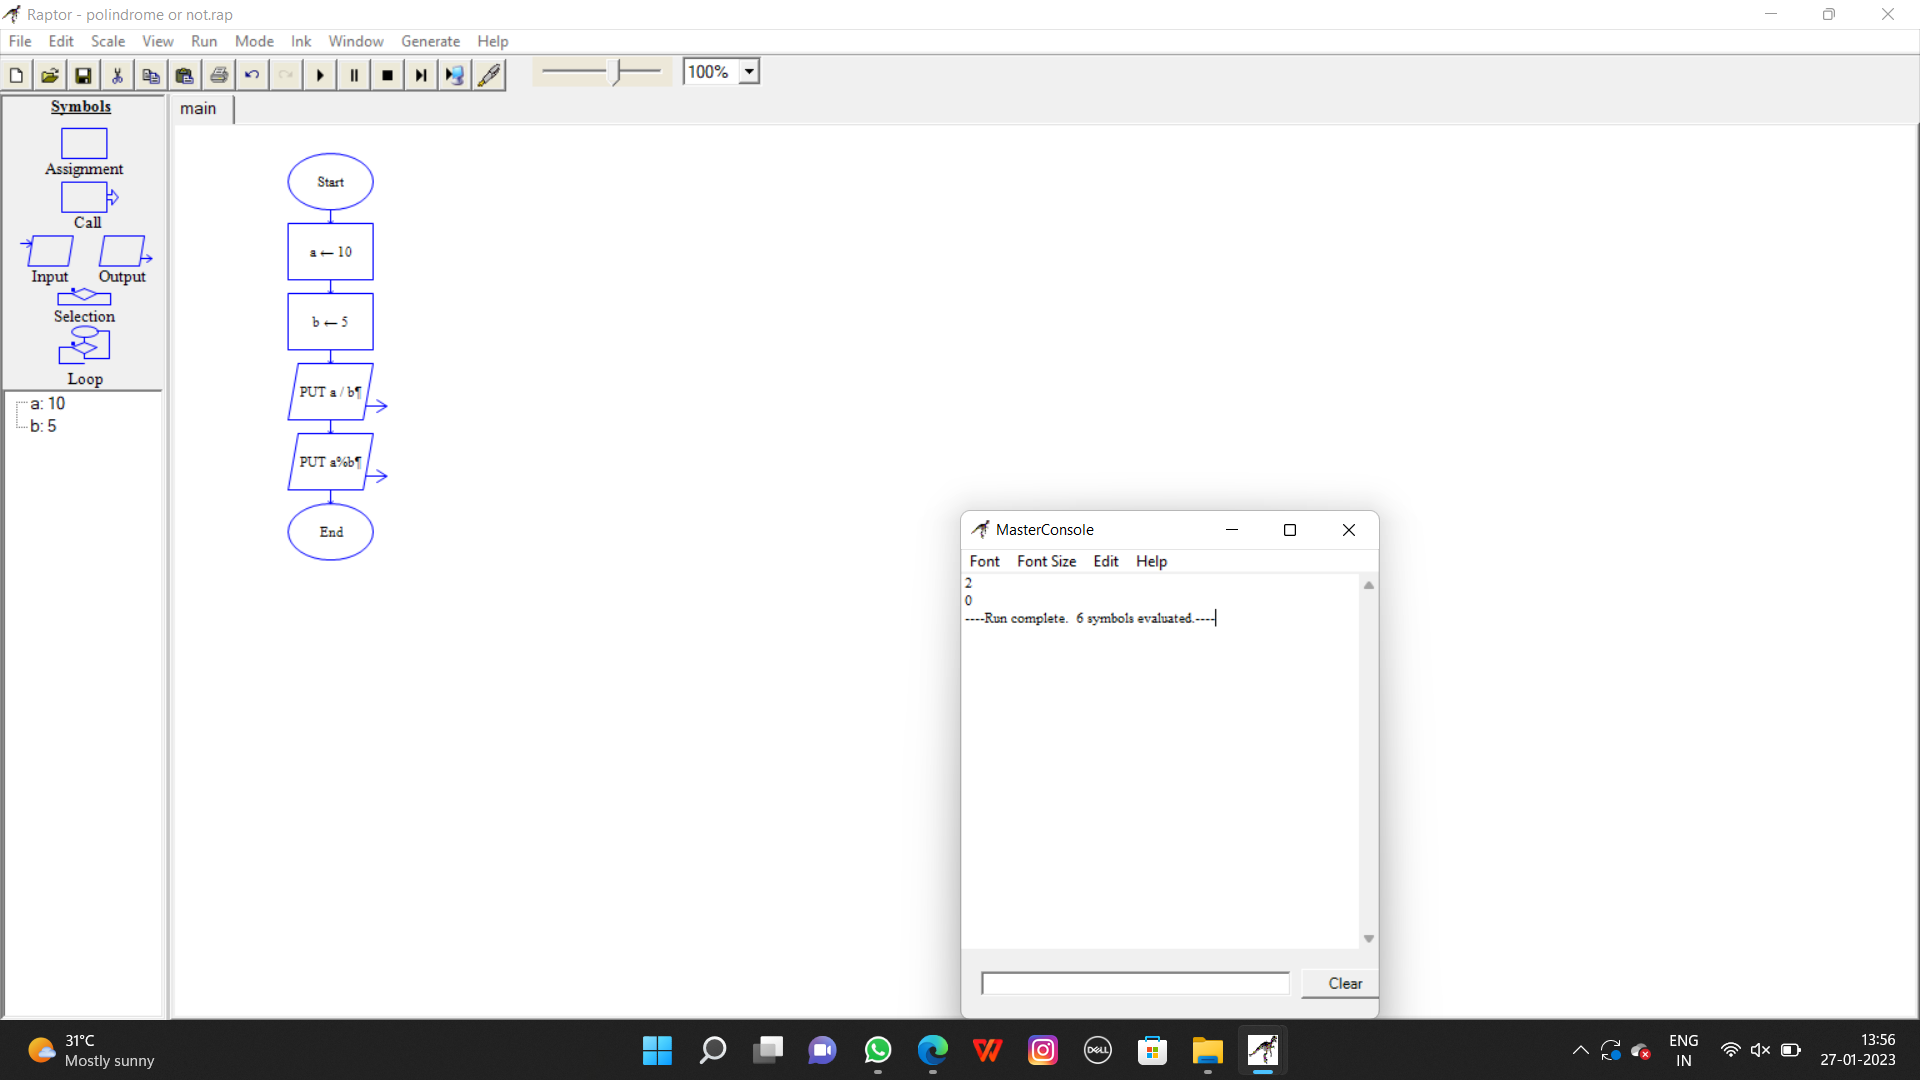 Raptor - polindrome or not.rap
File Edit Scale View Run Mode Ink Window Generate Help
100%
Symbols
Assignment
Call
Input Output
Selection
Loop
a: 10
b: 5
main
Start
a ← 10
b ← 5
PUT a / b¶
PUT a%b¶
End
MasterConsole
Font Font Size Edit Help
2
0
----Run complete.  6 symbols evaluated.----
Clear
31°C
Mostly sunny
DELL
ENG
IN
13:56
27-01-2023